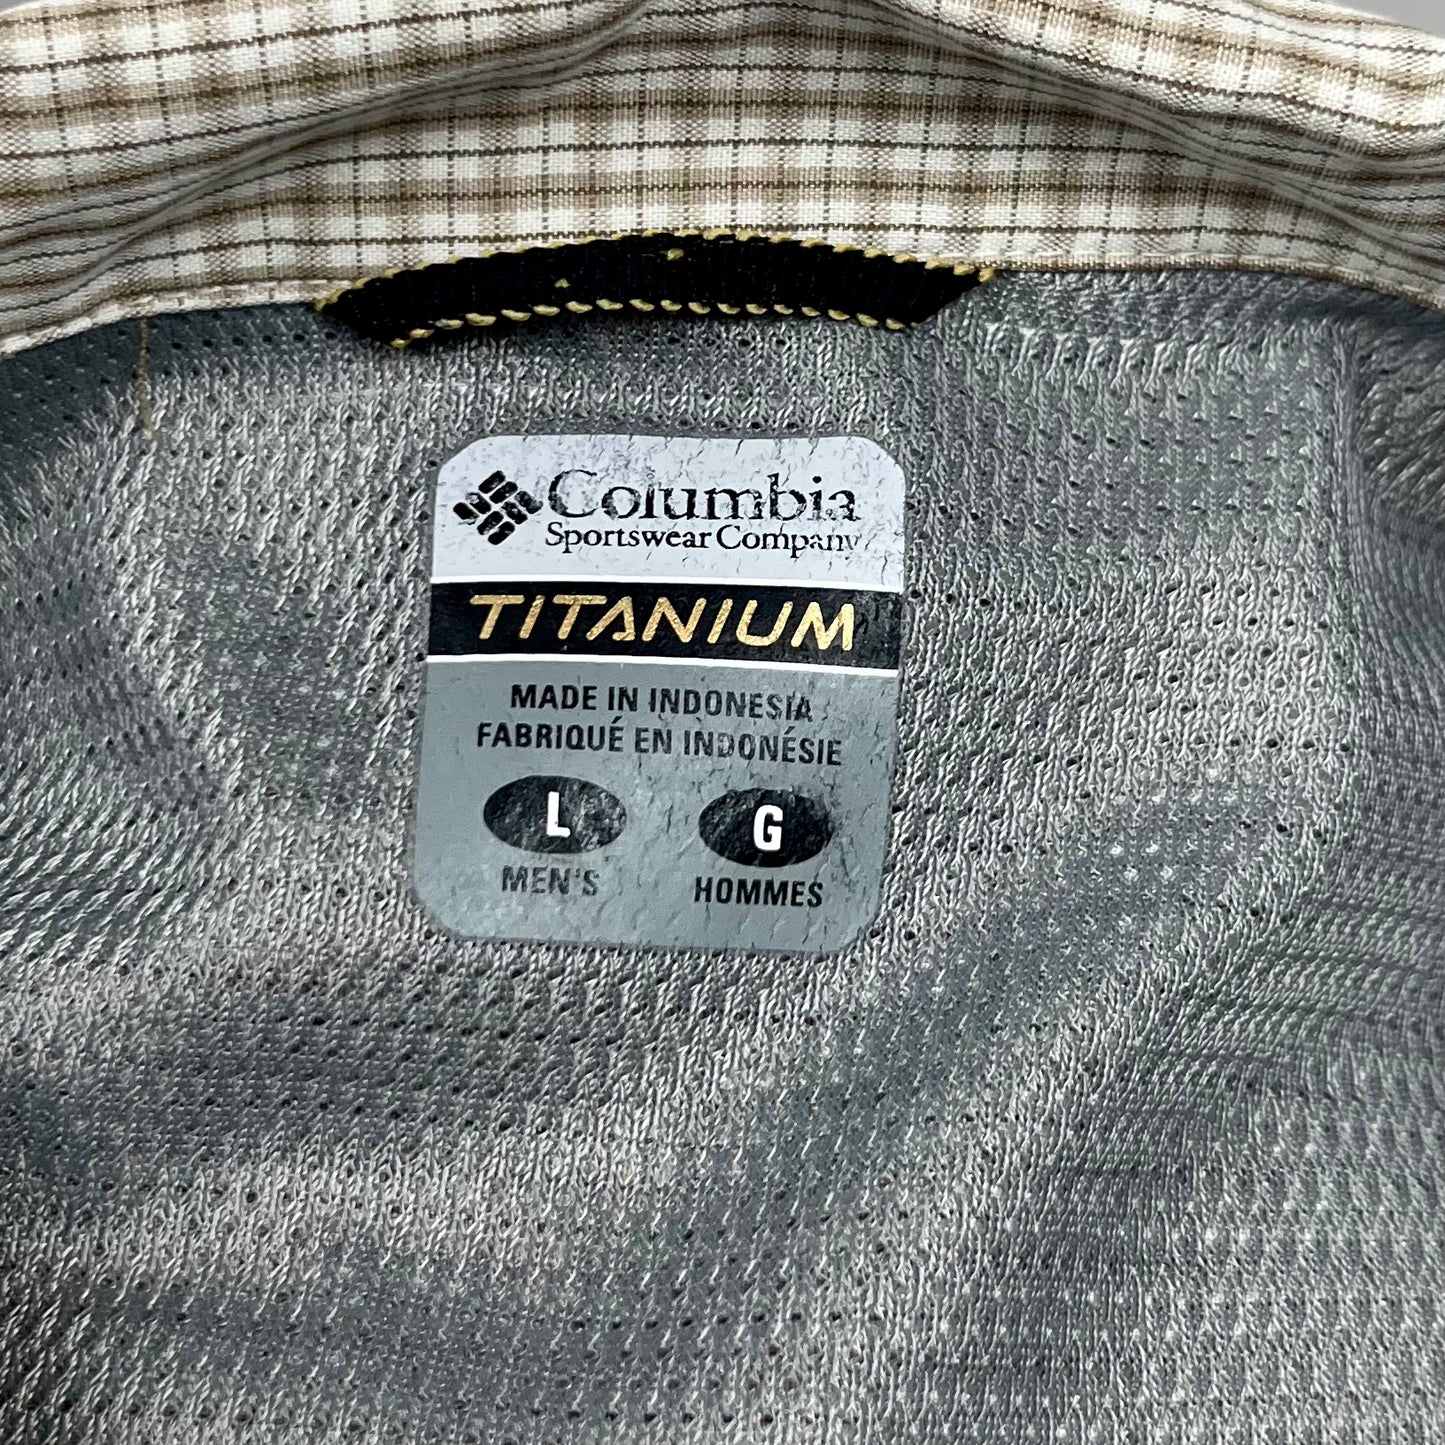 Columbia
Sportswear Company
TITANIUM
MADE IN INDONESIA
FABRIQUÉ EN INDONÉSIE
L G
MEN'S HOMMES